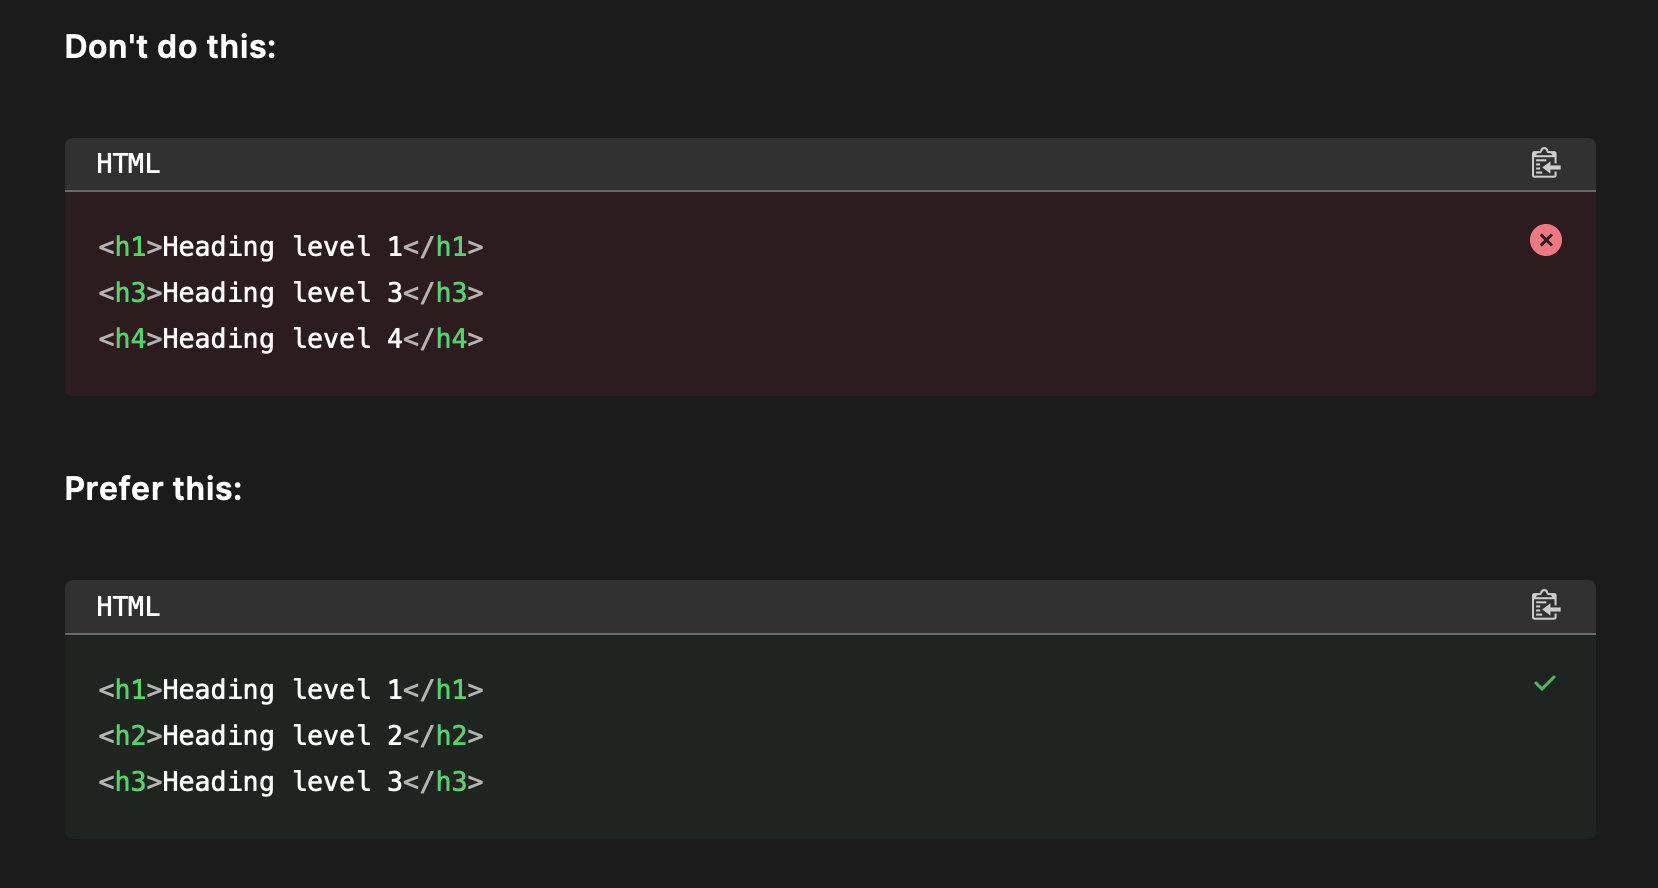 Don't do this:
HTML
<h1>Heading level 1</h1>
<h3>Heading level 3</h3>
<h4>Heading level 4</h4>
Prefer this:
HTML
<h1>Heading level 1</h1>
<h2>Heading level 2</h2>
<h3>Heading level 3</h3>